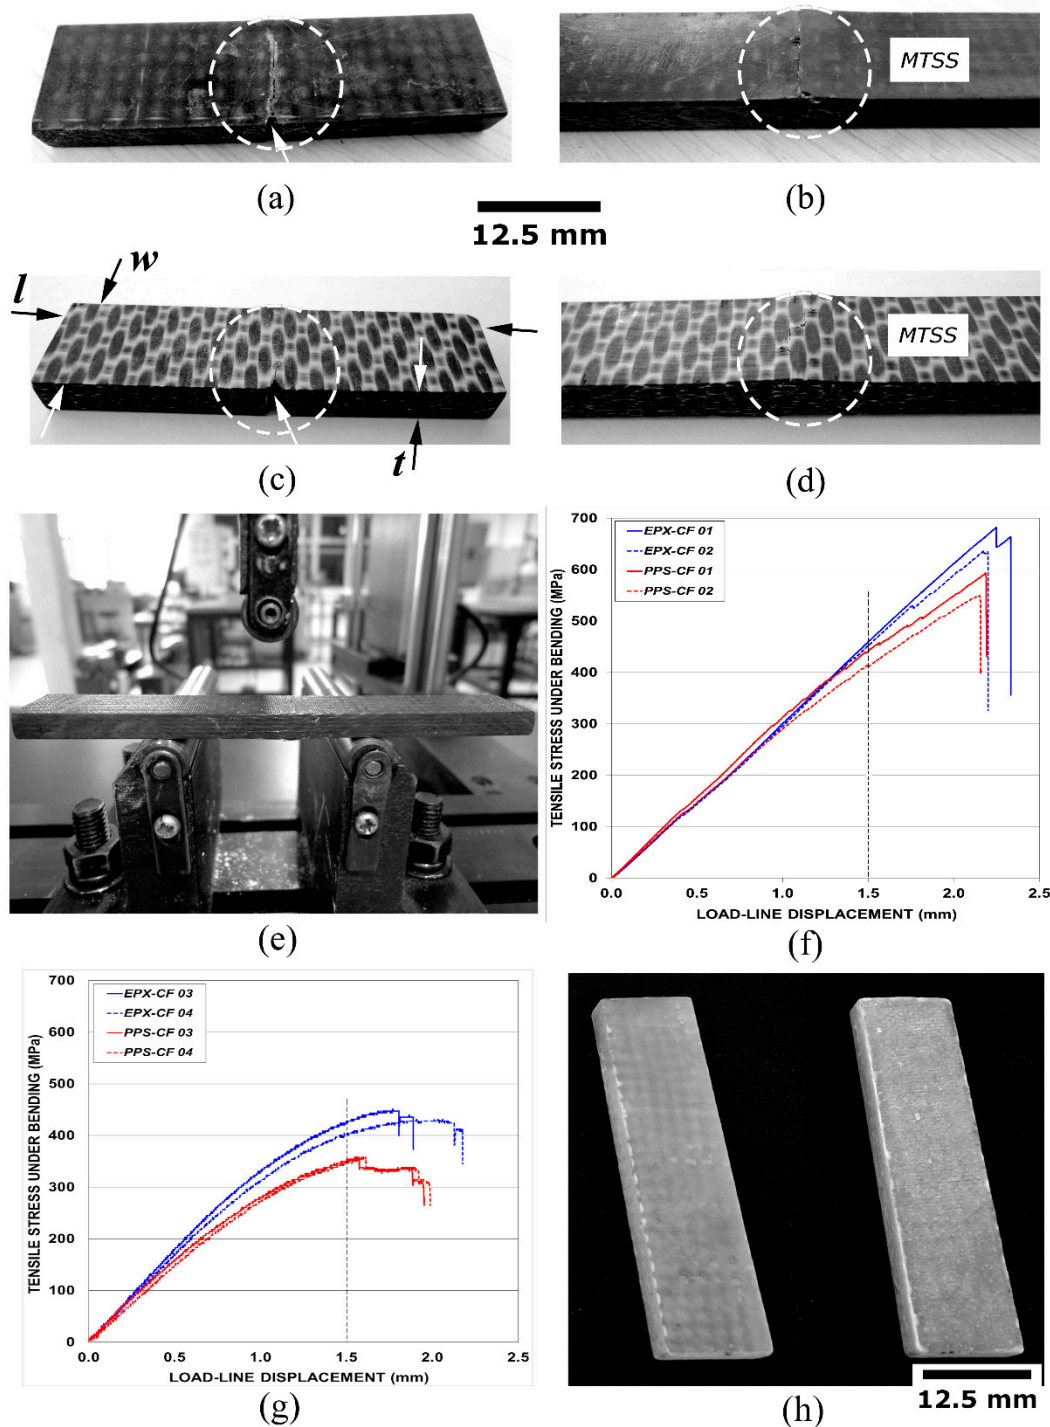 MTSS
(a)
(b)
12.5 mm
w
l
MTSS
t
(c)
(d)
(e)
700
600
500
400
300
200
100
0
TENSILE STRESS UNDER BENDING (MPa)
EPX-CF 01
EPX-CF 02
PPS-CF 01
PPS-CF 02
0.0 0.5 1.0 1.5 2.0 2.5
LOAD-LINE DISPLACEMENT (mm)
(f)
700
600
500
400
300
200
100
0
TENSILE STRESS UNDER BENDING (MPa)
EPX-CF 03
EPX-CF 04
PPS-CF 03
PPS-CF 04
0.0 0.5 1.0 1.5 2.0 2.5
LOAD-LINE DISPLACEMENT (mm)
(g)
12.5 mm
(h)